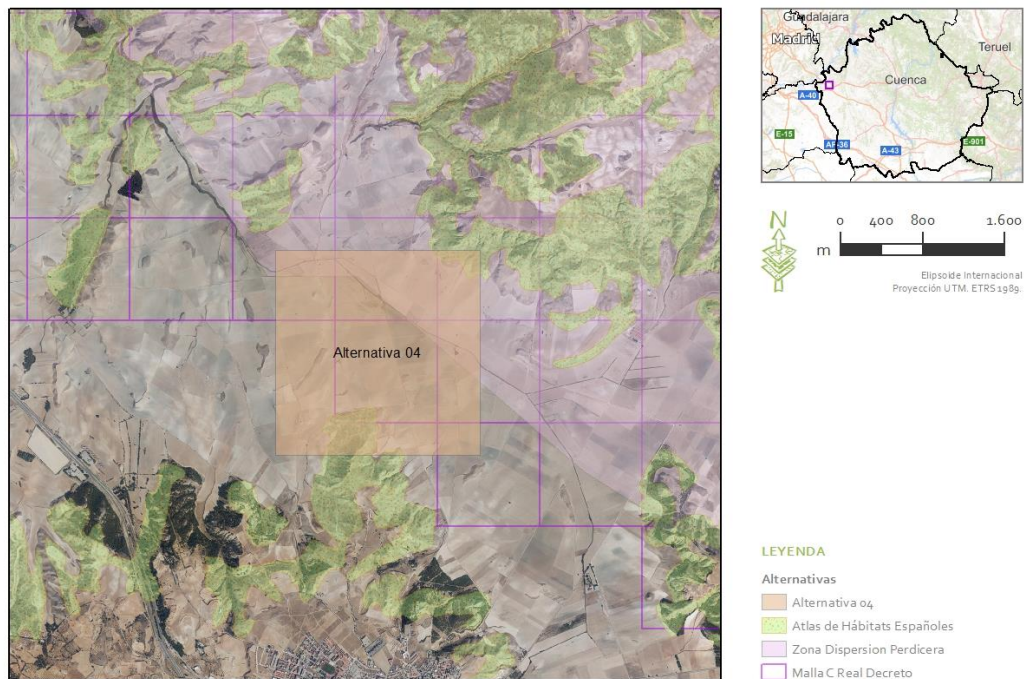 Alternativa 04
Guadalajara
Madrid
Teruel
Cuenca
A-40
E-15
AP-36
A-43
E-901
N
0 400 800 1.600
m
Elipsoide Internacional
Proyección UTM. ETRS 1989.
LEYENDA
Alternativas
Alternativa 04
Atlas de Hábitats Españoles
Zona Dispersion Perdicera
Malla C Real Decreto